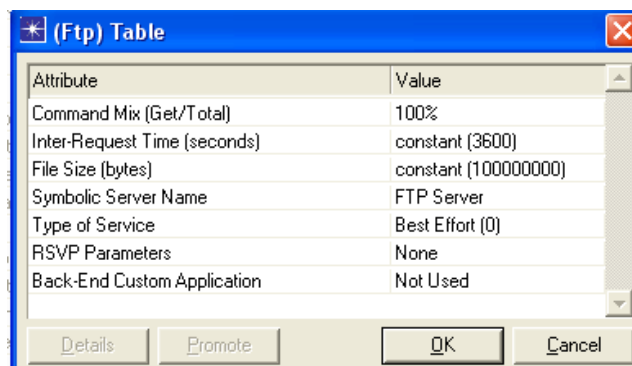 (Ftp) Table
Attribute Value
Command Mix (Get/Total) 100%
Inter-Request Time (seconds) constant (3600)
File Size (bytes) constant (100000000)
Symbolic Server Name FTP Server
Type of Service Best Effort (0)
RSVP Parameters None
Back-End Custom Application Not Used
Details Promote OK Cancel